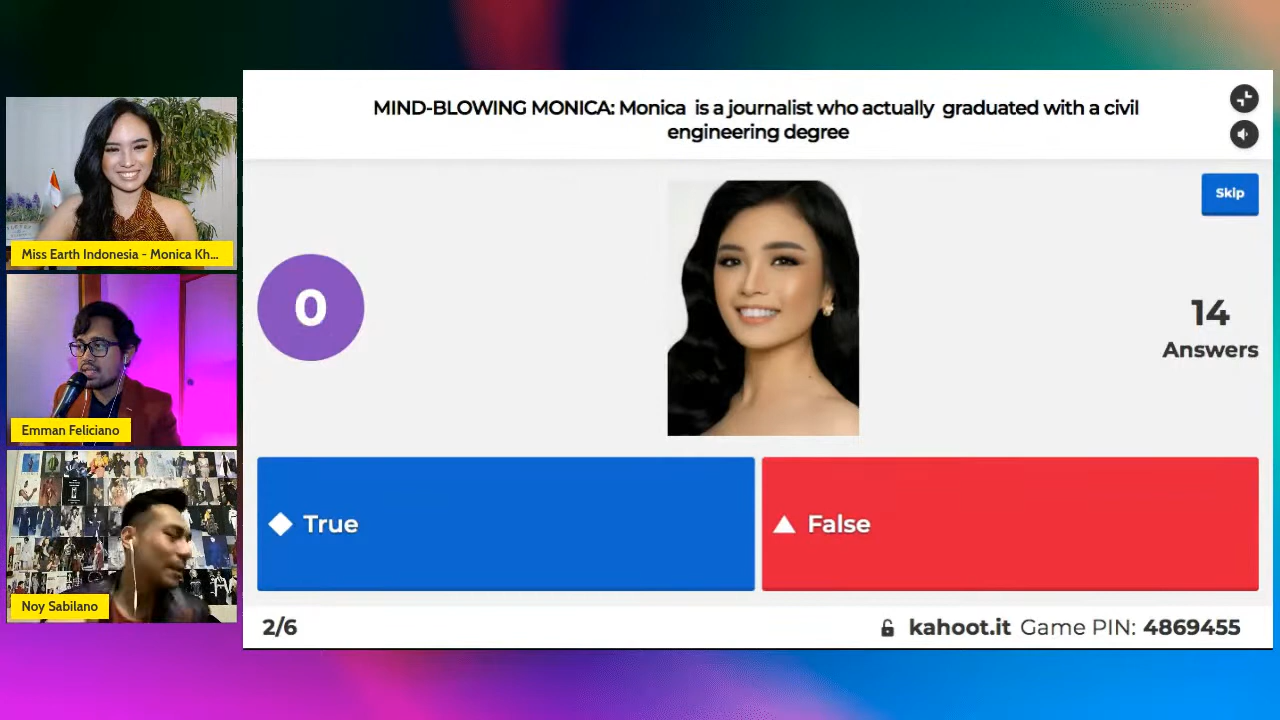 MIND-BLOWING MONICA: Monica is a journalist who actually graduated with a civil
engineering degree
Skip
0
14
Answers
True
False
2/6
kahoot.it Game PIN: 4869455
Miss Earth Indonesia - Monica Kh...
Emman Feliciano
Noy Sabilano